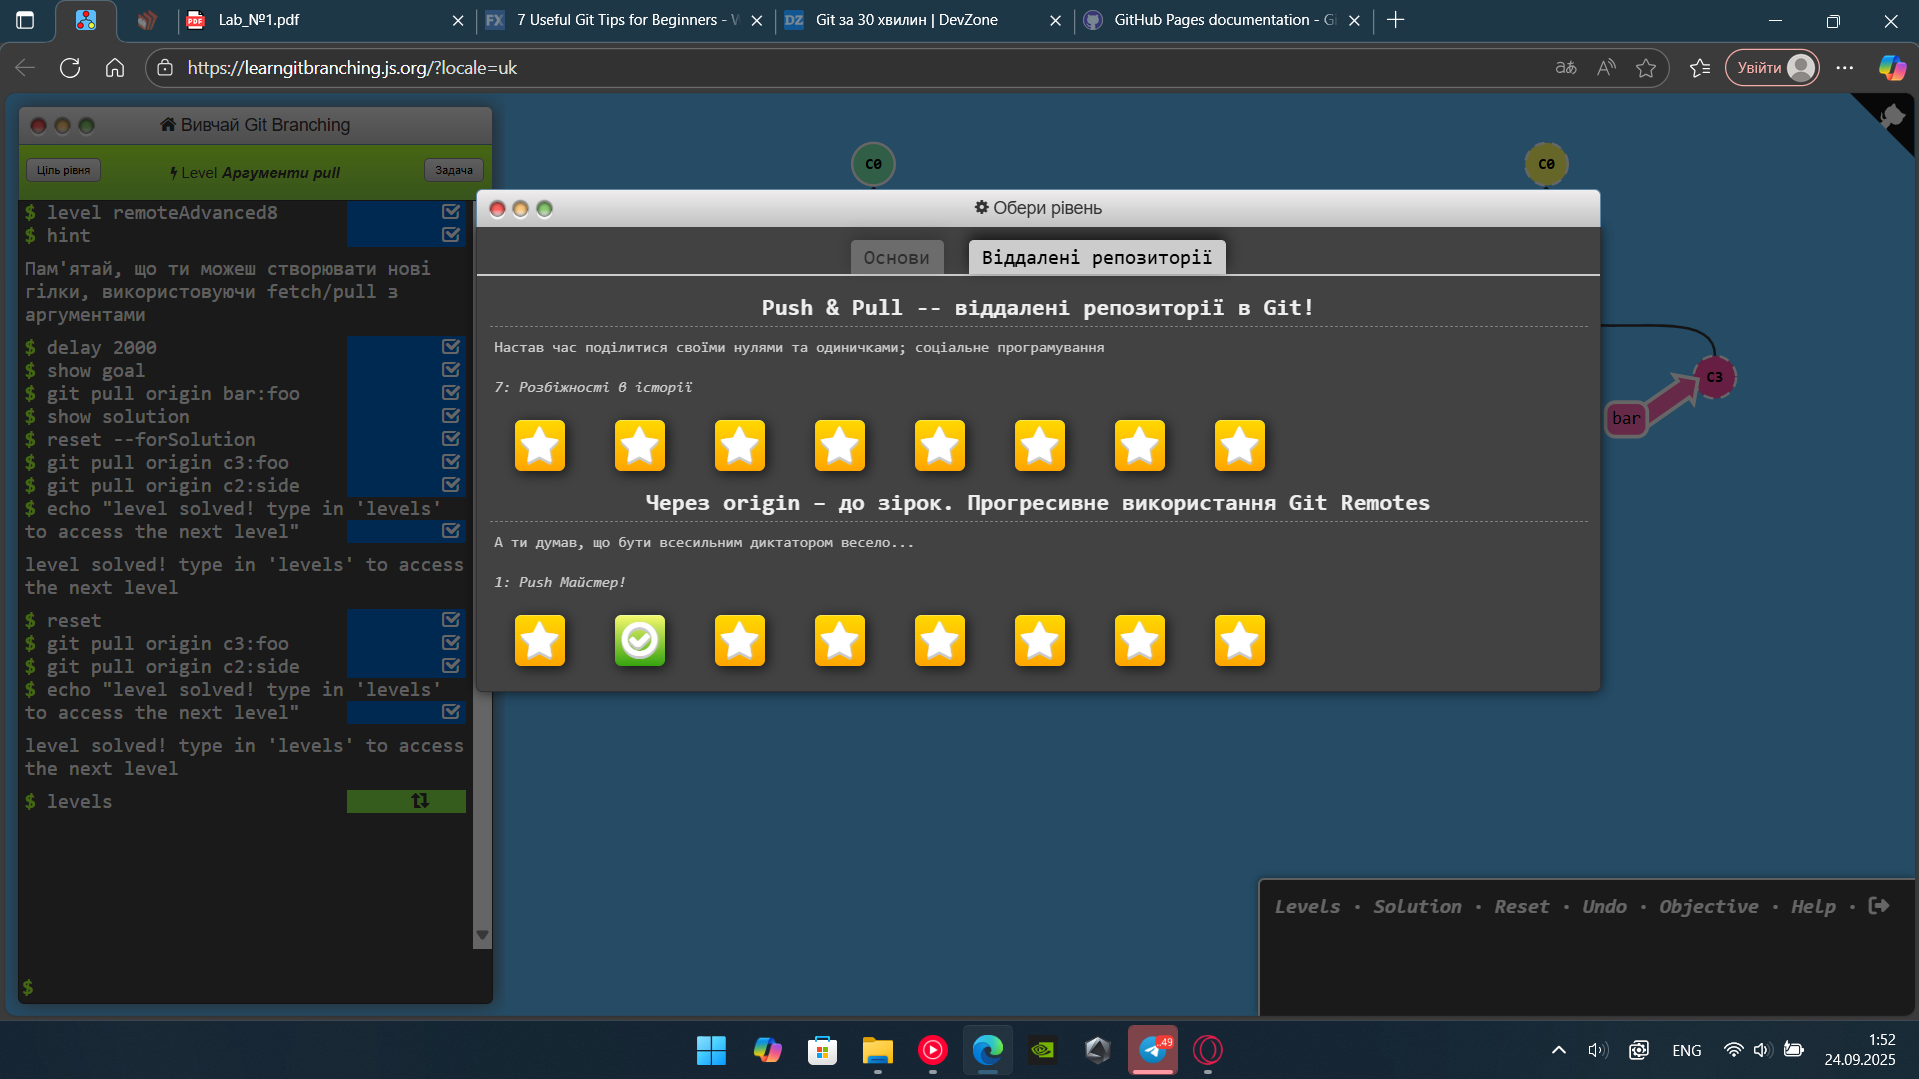 Lab_№1.pdf
FX
7 Useful Git Tips for Beginners - W
DZ
Git за 30 хвилин | DevZone
GitHub Pages documentation - Gi
https://learngitbranching.js.org/?locale=uk
Увійти
Вивчай Git Branching
Ціль рівня
Level Аргументи pull
Задача
$ level remoteAdvanced8
$ hint
Пам'ятай, що ти можеш створювати нові
гілки, використовуючи fetch/pull з
аргументами
$ delay 2000
$ show goal
$ git pull origin bar:foo
$ show solution
$ reset --forSolution
$ git pull origin c3:foo
$ git pull origin c2:side
$ echo "level solved! type in 'levels'
to access the next level"
level solved! type in 'levels' to access
the next level
$ reset
$ git pull origin c3:foo
$ git pull origin c2:side
$ echo "level solved! type in 'levels'
to access the next level"
level solved! type in 'levels' to access
the next level
$ levels
$
C0
C0
C3
bar
Обери рівень
Основи
Віддалені репозиторії
Push & Pull -- віддалені репозиторії в Git!
Настав час поділитися своїми нулями та одиничками; соціальне програмування
7: Розбіжності в історії
Через origin – до зірок. Прогресивне використання Git Remotes
А ти думав, що бути всесильним диктатором весело...
1: Push Майстер!
Levels · Solution · Reset · Undo · Objective · Help ·
..49
ENG
1:52
24.09.2025